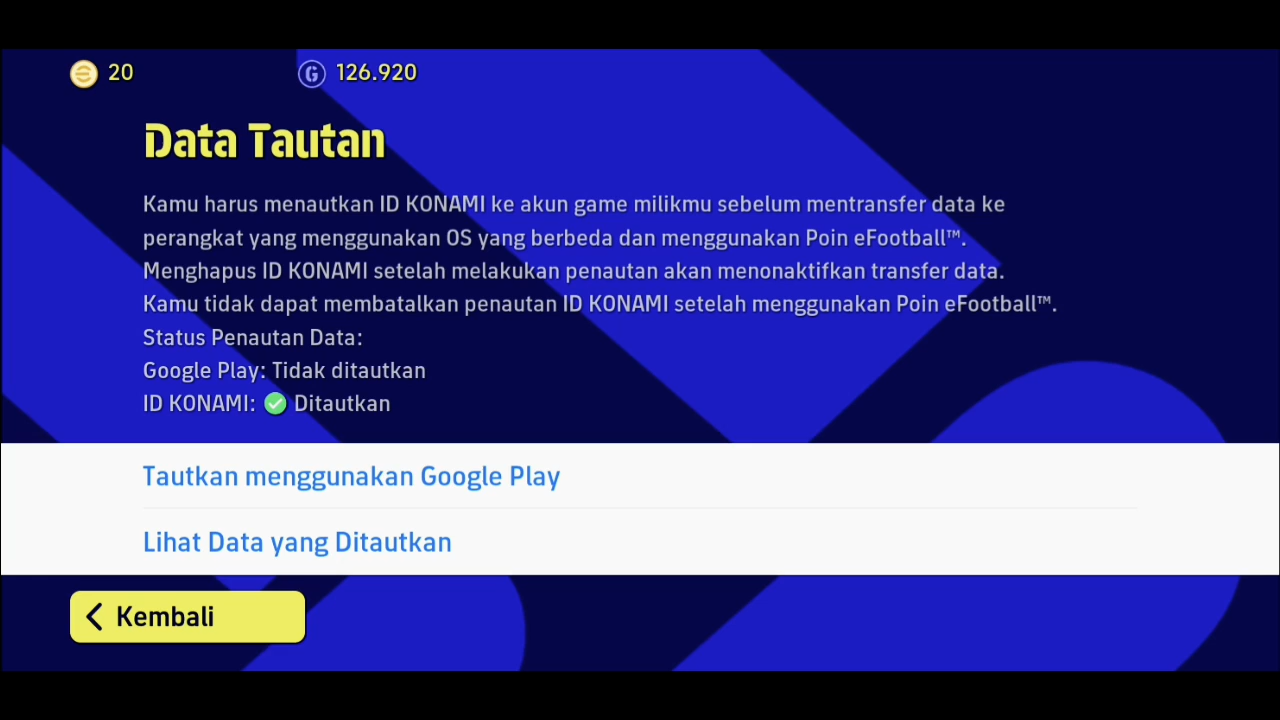 20
126.920
Data Tautan
Kamu harus menautkan ID KONAMI ke akun game milikmu sebelum mentransfer data ke
perangkat yang menggunakan OS yang berbeda dan menggunakan Poin eFootball™.
Menghapus ID KONAMI setelah melakukan penautan akan menonaktifkan transfer data.
Kamu tidak dapat membatalkan penautan ID KONAMI setelah menggunakan Poin eFootball™.
Status Penautan Data:
Google Play: Tidak ditautkan
ID KONAMI: Ditautkan
Tautkan menggunakan Google Play
Lihat Data yang Ditautkan
Kembali